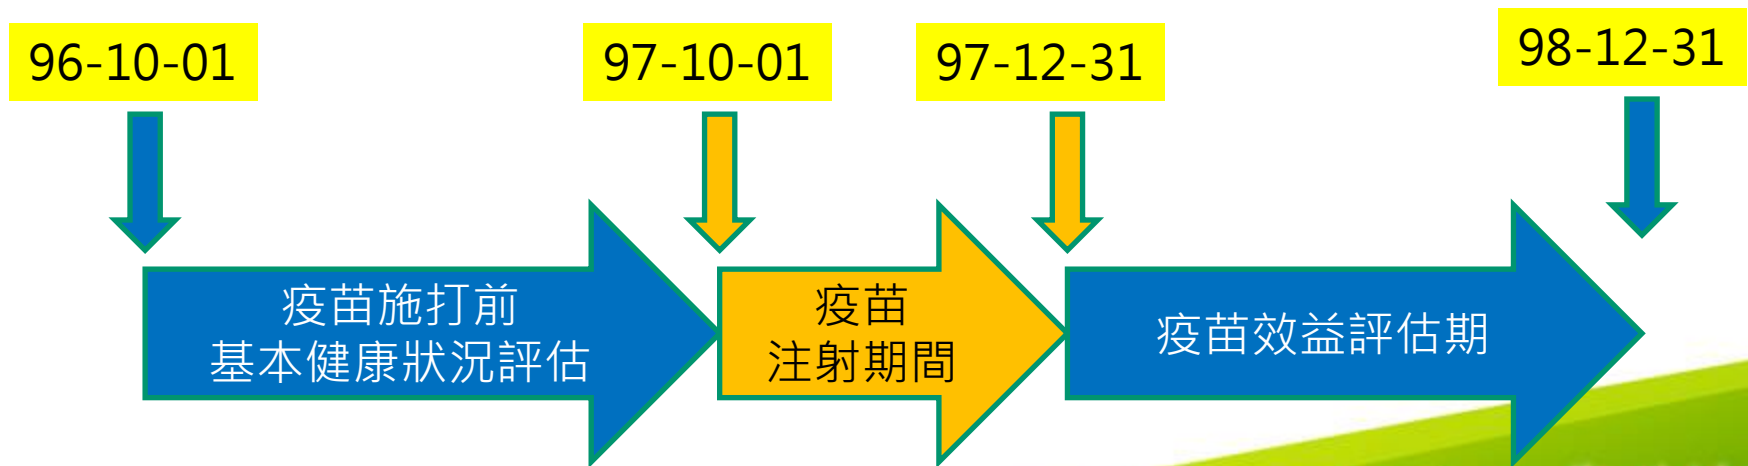 96-10-01
97-10-01
97-12-31
98-12-31
疫苗施打前
基本健康狀況評估
疫苗
注射期間
疫苗效益評估期